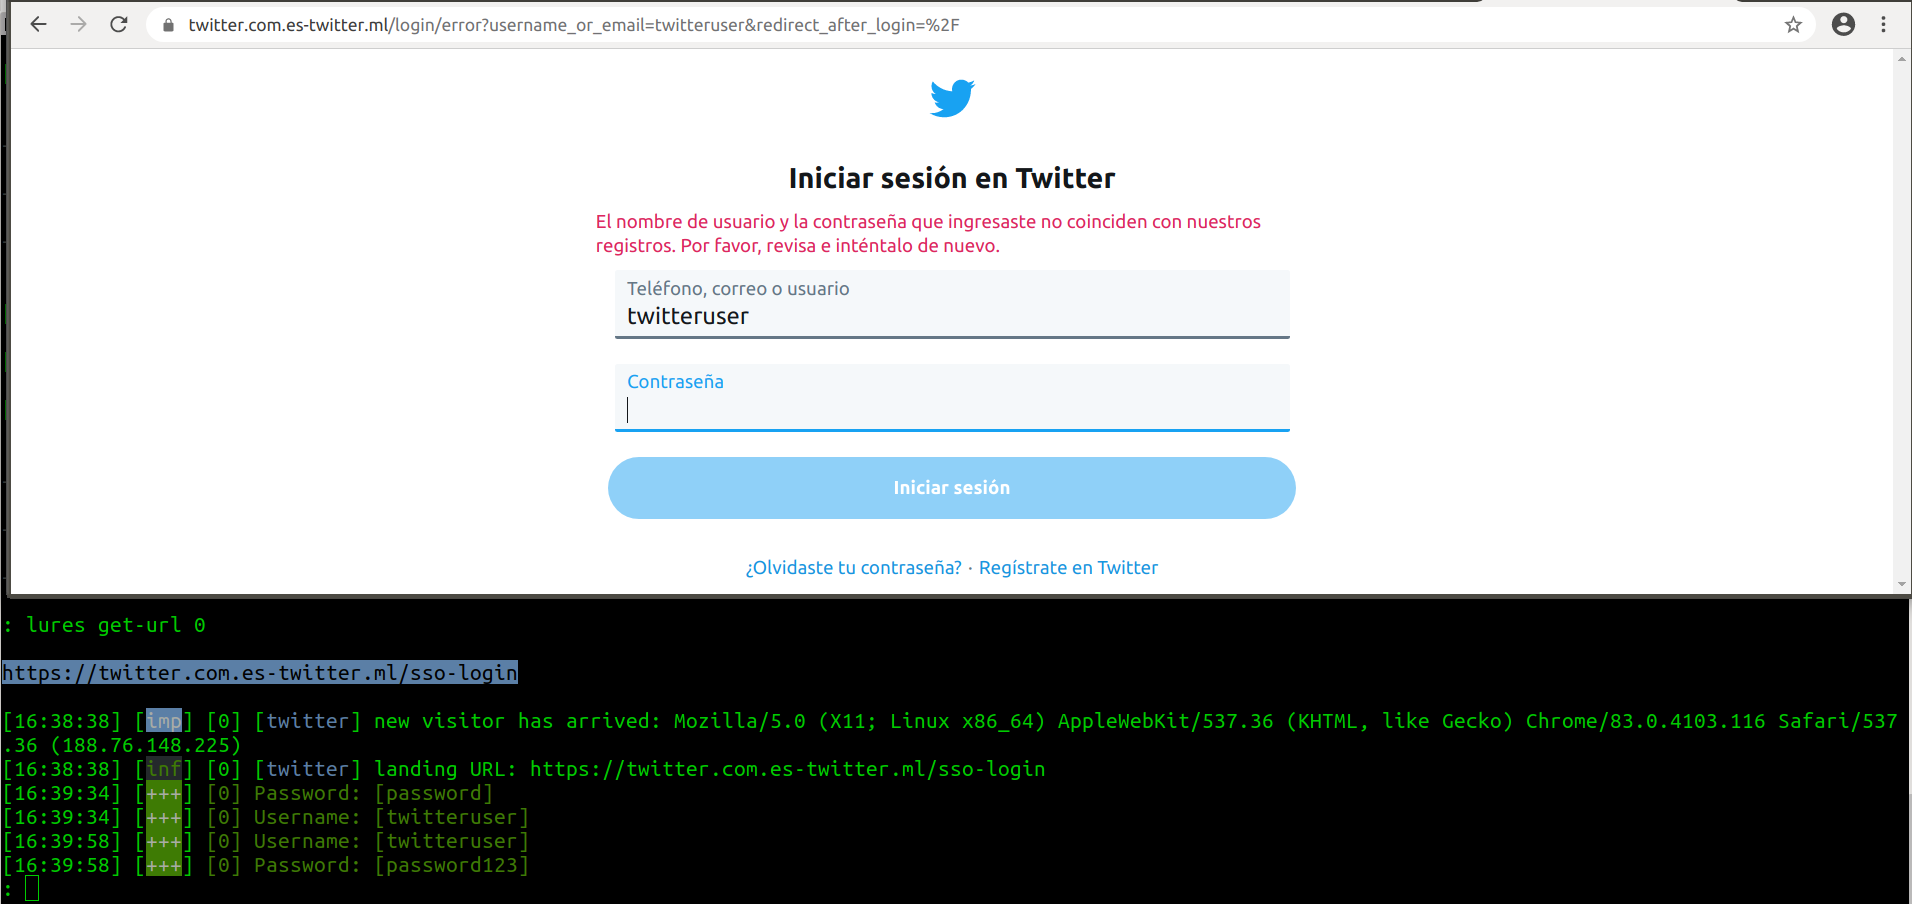 twitter.com.es-twitter.ml/login/error?username_or_email=twitteruser&redirect_after_login=%2F
Iniciar sesión en Twitter
El nombre de usuario y la contraseña que ingresaste no coinciden con nuestros
registros. Por favor, revisa e inténtalo de nuevo.
Teléfono, correo o usuario
twitteruser
Contraseña
Iniciar sesión
¿Olvidaste tu contraseña? · Regístrate en Twitter
: lures get-url 0
https://twitter.com.es-twitter.ml/sso-login
[16:38:38] [imp] [0] [twitter] new visitor has arrived: Mozilla/5.0 (X11; Linux x86_64) AppleWebKit/537.36 (KHTML, like Gecko) Chrome/83.0.4103.116 Safari/537
.36 (188.76.148.225)
[16:38:38] [inf] [0] [twitter] landing URL: https://twitter.com.es-twitter.ml/sso-login
[16:39:34] [+++] [0] Password: [password]
[16:39:34] [+++] [0] Username: [twitteruser]
[16:39:58] [+++] [0] Username: [twitteruser]
[16:39:58] [+++] [0] Password: [password123]
: